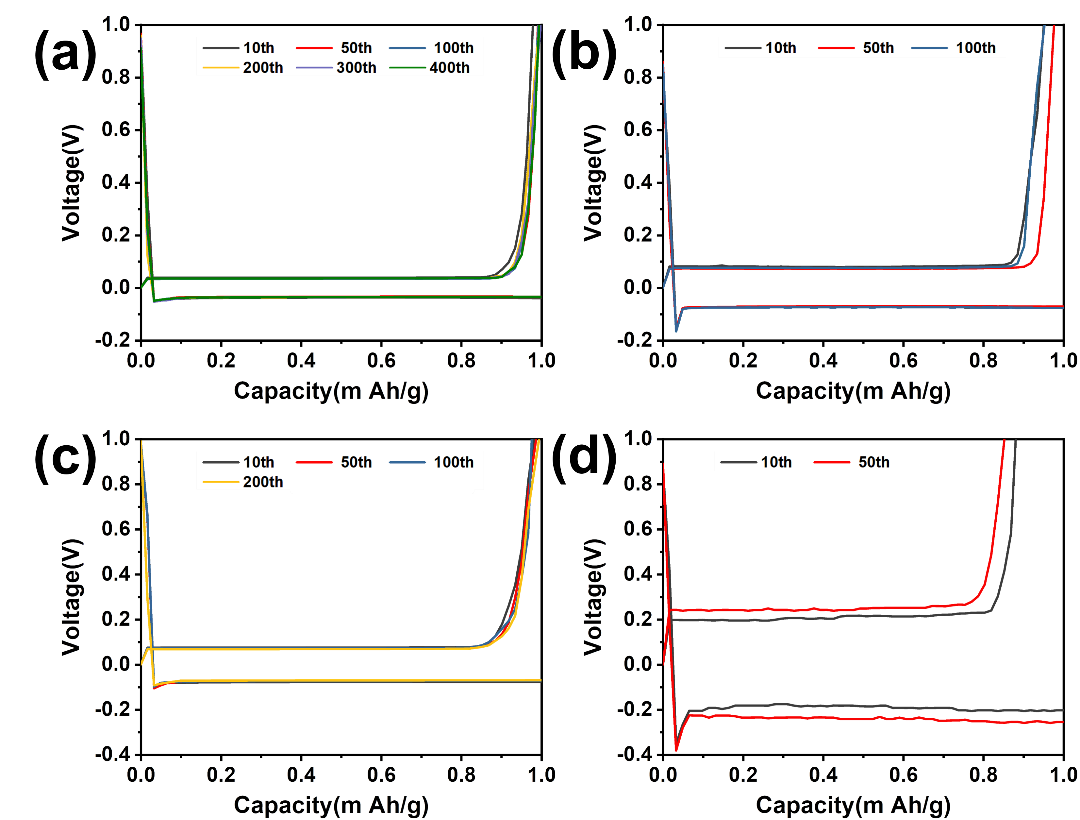 (a)
10th 50th 100th
200th 300th 400th
1.0
0.8
0.6
0.4
0.2
0.0
-0.2
Voltage(V)
0.0 0.2 0.4 0.6 0.8 1.0
Capacity(m Ah/g)
(b)
10th 50th 100th
1.0
0.8
0.6
0.4
0.2
0.0
-0.2
Voltage(V)
0.0 0.2 0.4 0.6 0.8 1.0
Capacity(m Ah/g)
(c)
10th 50th 100th
200th
1.0
0.8
0.6
0.4
0.2
0.0
-0.2
-0.4
Voltage(V)
0.0 0.2 0.4 0.6 0.8 1.0
Capacity(m Ah/g)
(d)
10th 50th
1.0
0.8
0.6
0.4
0.2
0.0
-0.2
-0.4
Voltage(V)
0.0 0.2 0.4 0.6 0.8 1.0
Capacity(m Ah/g)